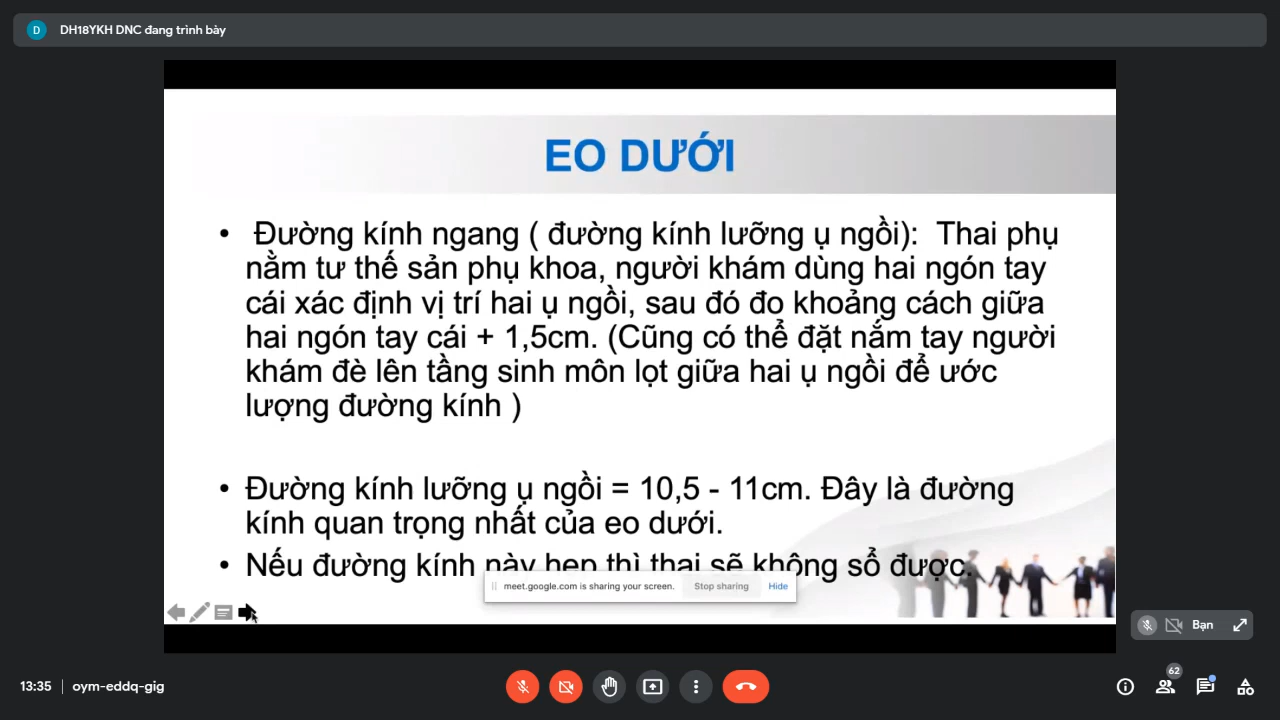 D DH18YKH DNC đang trình bày
EO DƯỚI
• Đường kính ngang ( đường kính lưỡng ụ ngồi): Thai phụ
nằm tư thế sản phụ khoa, người khám dùng hai ngón tay
cái xác định vị trí hai ụ ngồi, sau đó đo khoảng cách giữa
hai ngón tay cái + 1,5cm. (Cũng có thể đặt nắm tay người
khám đè lên tầng sinh môn lọt giữa hai ụ ngồi để ước
lượng đường kính )
• Đường kính lưỡng ụ ngồi = 10,5 - 11cm. Đây là đường
kính quan trọng nhất của eo dưới.
• Nếu đường kính này hẹp thì thai sẽ không sổ được.
meet.google.com is sharing your screen. Stop sharing Hide
Bạn
13:35 oym-eddq-gig
62